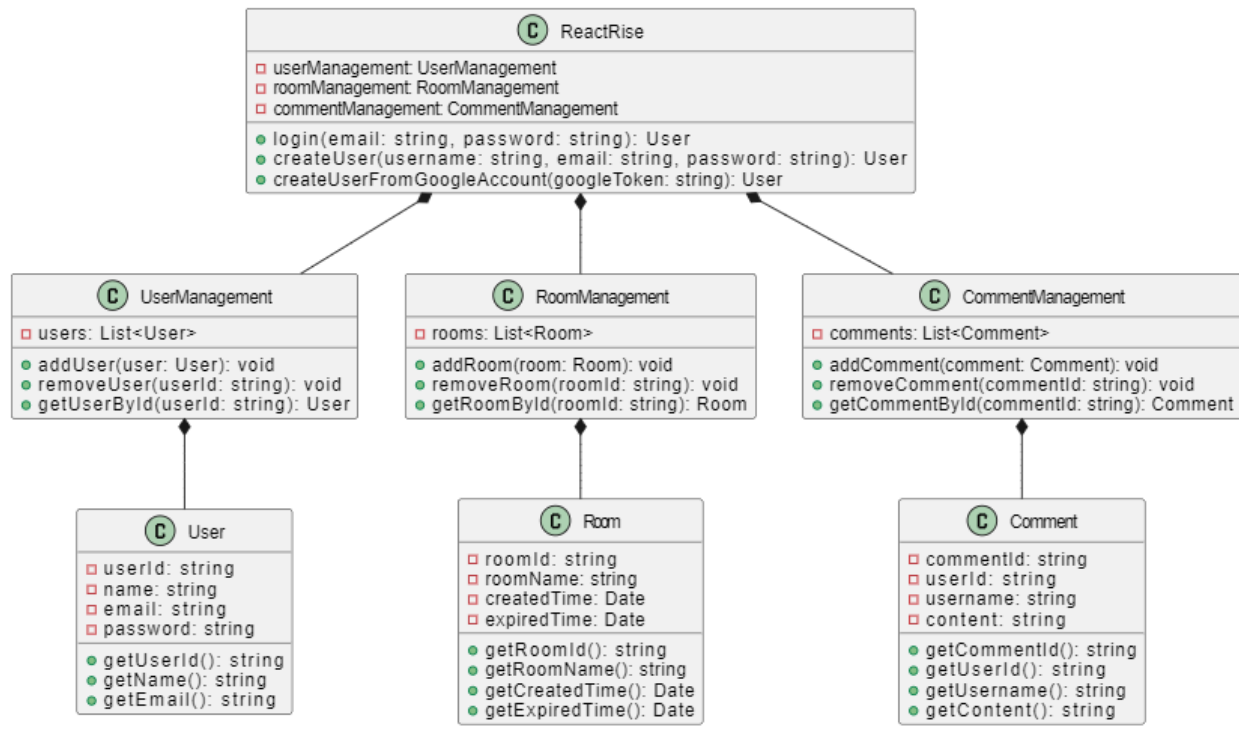 C ReactRise
userManagement: UserManagement
roomManagement: RoomManagement
commentManagement: CommentManagement
login(email: string, password: string): User
createUser(username: string, email: string, password: string): User
createUserFromGoogleAccount(googleToken: string): User
C UserManagement
users: List<User>
addUser(user: User): void
removeUser(userId: string): void
getUserById(userId: string): User
C RoomManagement
rooms: List<Room>
addRoom(room: Room): void
removeRoom(roomId: string): void
getRoomById(roomId: string): Room
C CommentManagement
comments: List<Comment>
addComment(comment: Comment): void
removeComment(commentId: string): void
getCommentById(commentId: string): Comment
C User
userId: string
name: string
email: string
password: string
getUserId(): string
getName(): string
getEmail(): string
C Room
roomId: string
roomName: string
createdTime: Date
expiredTime: Date
getRoomId(): string
getRoomName(): string
getCreatedTime(): Date
getExpiredTime(): Date
C Comment
commentId: string
userId: string
username: string
content: string
getCommentId(): string
getUserId(): string
getUsername(): string
getContent(): string